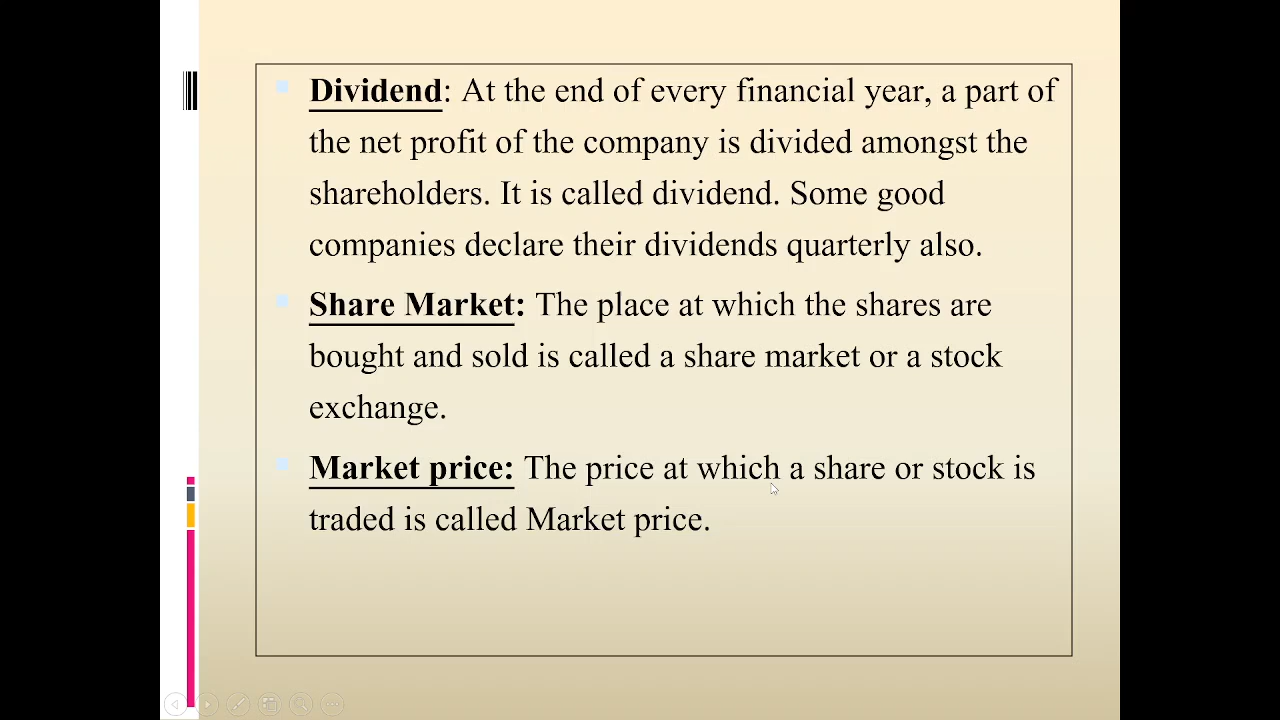 Dividend: At the end of every financial year, a part of
the net profit of the company is divided amongst the
shareholders. It is called dividend. Some good
companies declare their dividends quarterly also.
Share Market: The place at which the shares are
bought and sold is called a share market or a stock
exchange.
Market price: The price at which a share or stock is
traded is called Market price.